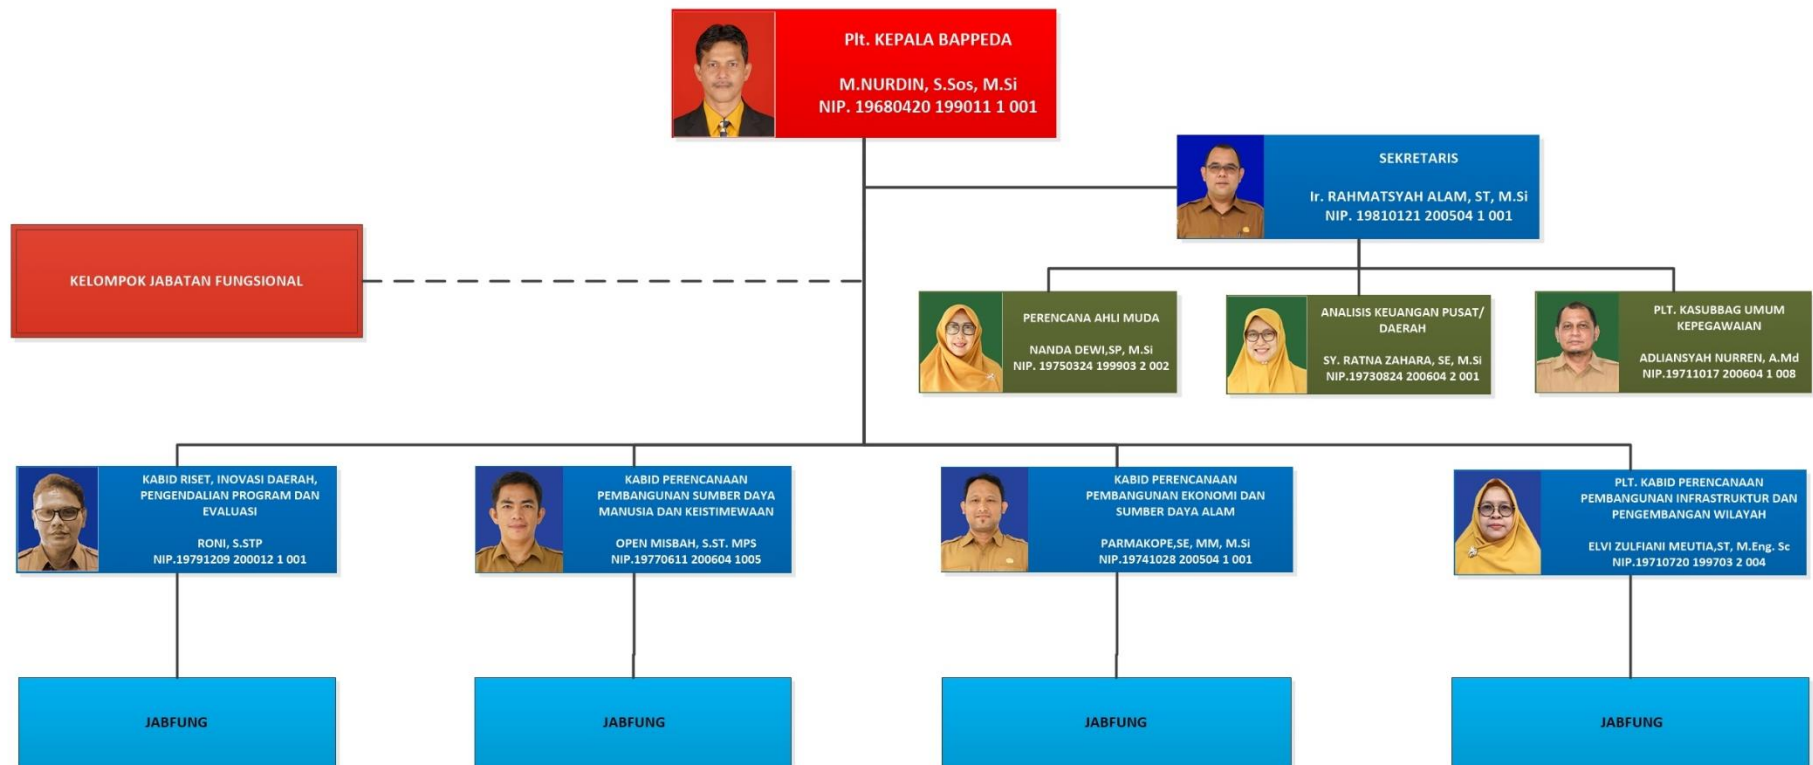 Plt. KEPALA BAPPEDA
M.NURDIN, S.Sos, M.Si
NIP. 19680420 199011 1 001
SEKRETARIS
Ir. RAHMATSYAH ALAM, ST, M.Si
NIP. 19810121 200504 1 001
KELOMPOK JABATAN FUNGSIONAL
PERENCANA AHLI MUDA
NANDA DEWI,SP, M.Si
NIP. 19750324 199903 2 002
ANALISIS KEUANGAN PUSAT/
DAERAH
SY. RATNA ZAHARA, SE, M.Si
NIP.19730824 200604 2 001
PLT. KASUBBAG UMUM
KEPEGAWAIAN
ADLIANSYAH NURREN, A.Md
NIP.19711017 200604 1 008
KABID RISET, INOVASI DAERAH,
PENGENDALIAN PROGRAM DAN
EVALUASI
RONI, S.STP
NIP.19791209 200012 1 001
KABID PERENCANAAN
PEMBANGUNAN SUMBER DAYA
MANUSIA DAN KEISTIMEWAAN
OPEN MISBAH, S.ST. MPS
NIP.19770611 200604 1005
KABID PERENCANAAN
PEMBANGUNAN EKONOMI DAN
SUMBER DAYA ALAM
PARMAKOPE,SE, MM, M.Si
NIP.19741028 200504 1 001
PLT. KABID PERENCANAAN
PEMBANGUNAN INFRASTRUKTUR DAN
PENGEMBANGAN WILAYAH
ELVI ZULFIANI MEUTIA,ST, M.Eng. Sc
NIP.19710720 199703 2 004
JABFUNG
JABFUNG
JABFUNG
JABFUNG